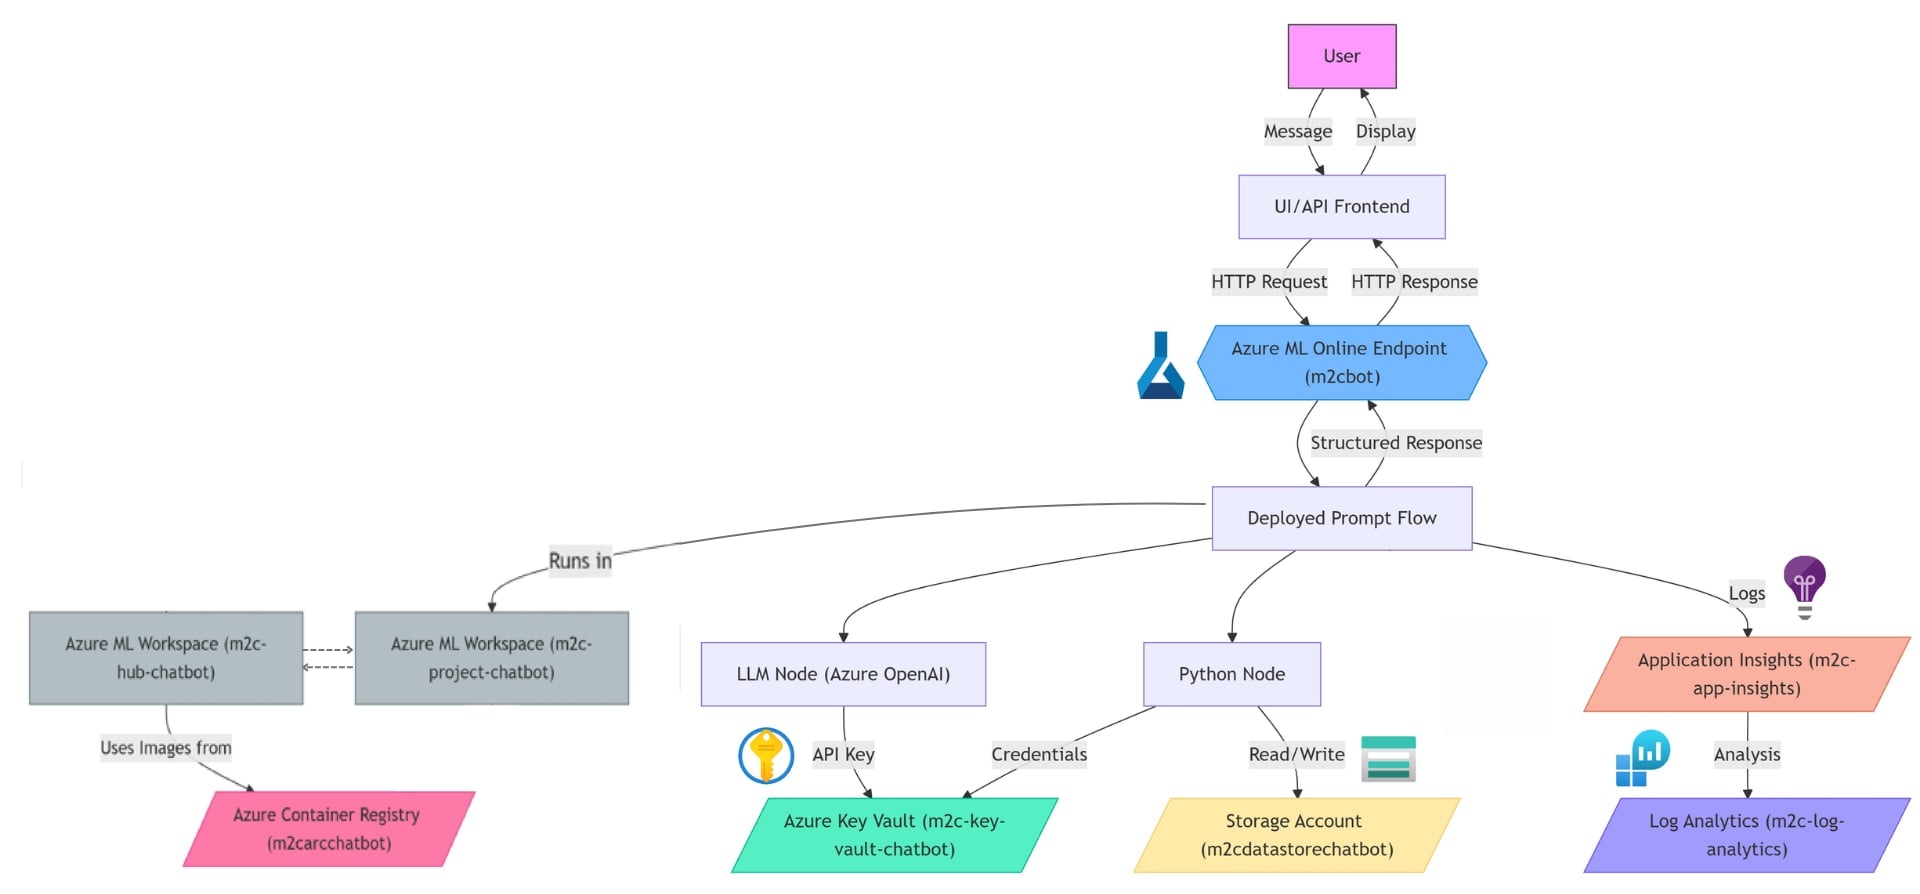 User
Message
Display
UI/API Frontend
HTTP Request
HTTP Response
Azure ML Online Endpoint
(m2cbot)
Structured Response
Deployed Prompt Flow
Runs in
Logs
Azure ML Workspace (m2c-
hub-chatbot)
Azure ML Workspace (m2c-
project-chatbot)
LLM Node (Azure OpenAI)
Python Node
Application Insights (m2c-
app-insights)
Uses Images from
API Key
Credentials
Read/Write
Analysis
Azure Container Registry
(m2carcchatbot)
Azure Key Vault (m2c-key-
vault-chatbot)
Storage Account
(m2cdatastorechatbot)
Log Analytics (m2c-log-
analytics)